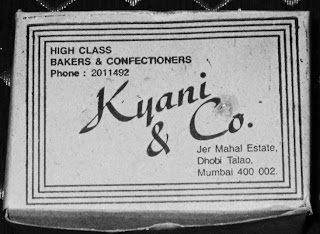 HIGH CLASS
BAKERS & CONFECTIONERS
Phone : 2011492
Kyani
& Co.
Jer Mahal Estate,
Dhobi Talao,
Mumbai 400 002.